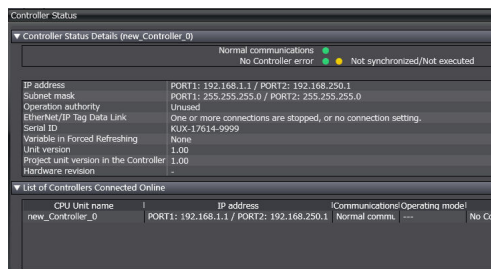 Controller Status
▼ Controller Status Details (new_Controller_0)
Normal communications
No Controller error Not synchronized/Not executed
IP address PORT1: 192.168.1.1 / PORT2: 192.168.250.1
Subnet mask PORT1: 255.255.255.0 / PORT2: 255.255.255.0
Operation authority Unused
EtherNet/IP Tag Data Link One or more connections are stopped, or no connection setting.
Serial ID KUX-17614-9999
Variable in Forced Refreshing None
Unit version 1.00
Project unit version in the Controller 1.00
Hardware revision -
▼ List of Controllers Connected Online
CPU Unit name IP address Communications Operating mode
new_Controller_0 PORT1: 192.168.1.1 / PORT2: 192.168.250.1 Normal commu --- No Co